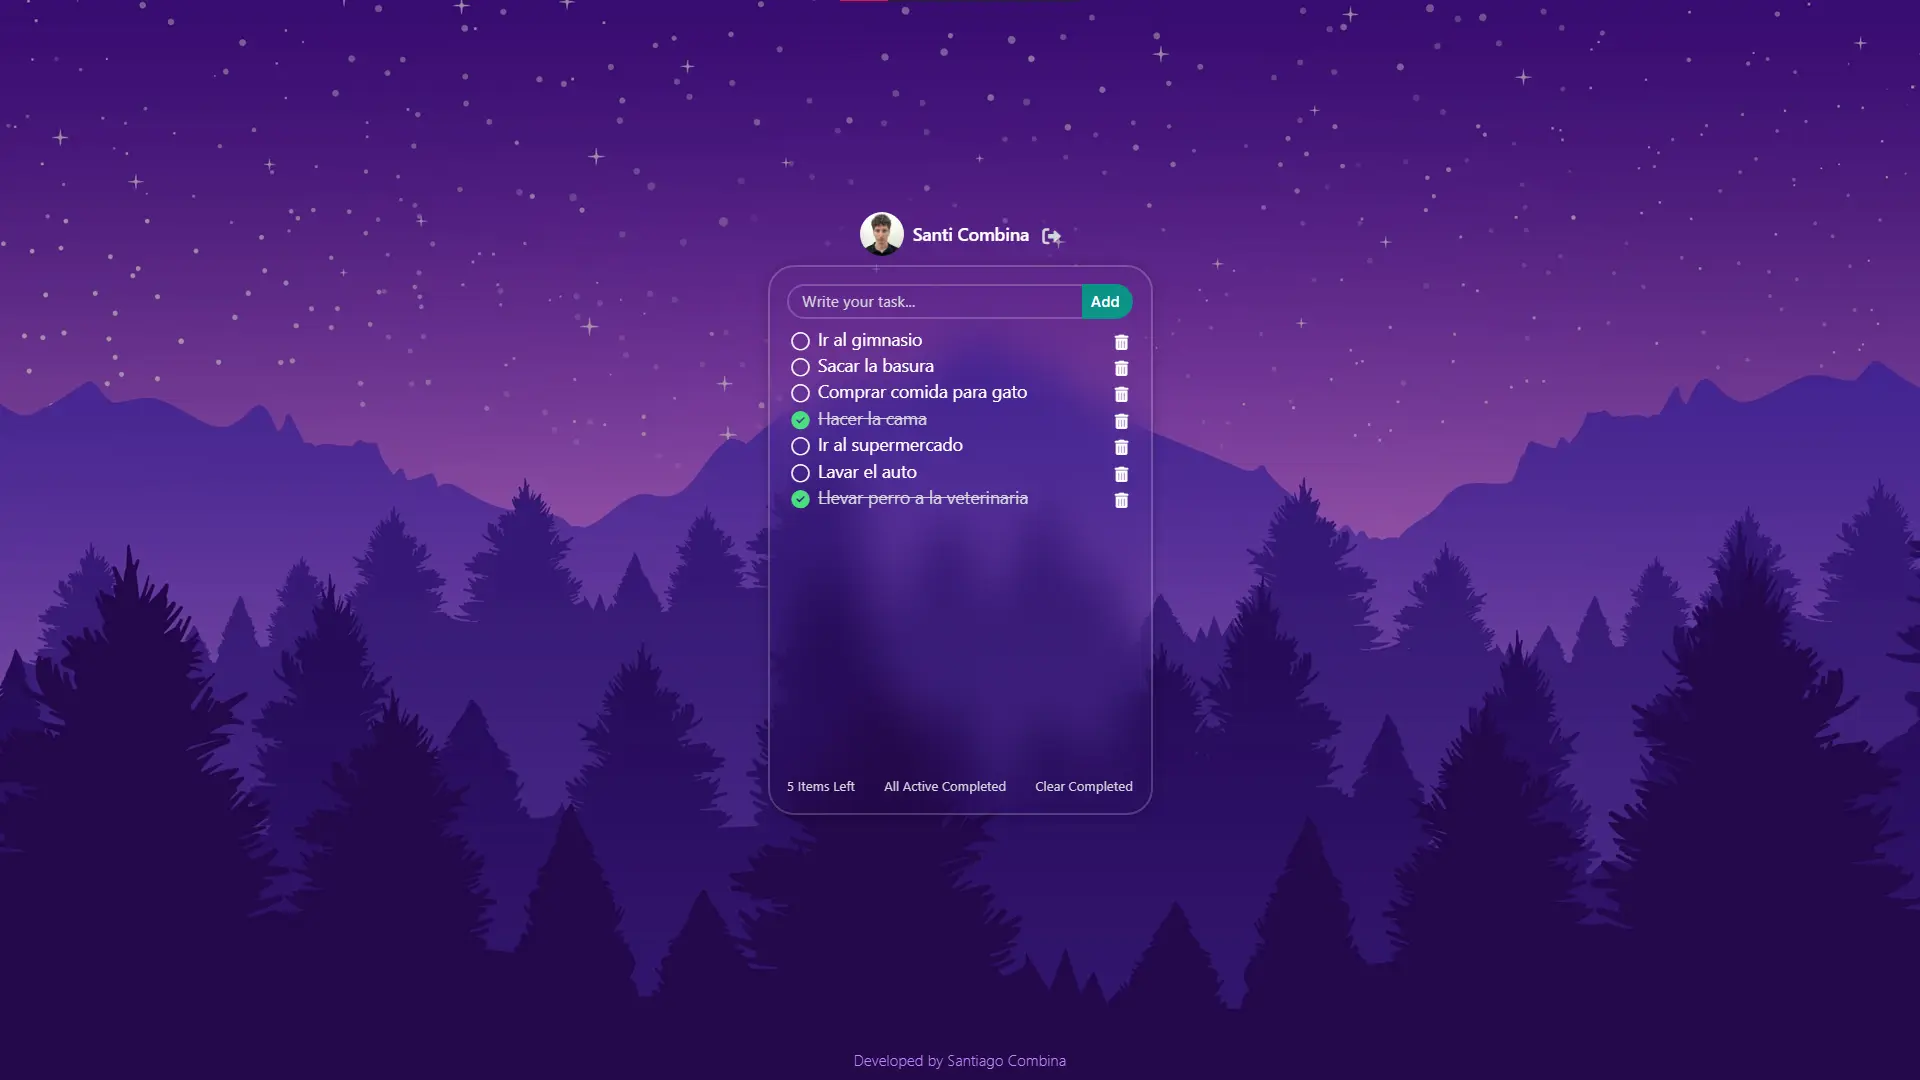 Santi Combina
Write your task...
Add
Ir al gimnasio
Sacar la basura
Comprar comida para gato
Hacer la cama
Ir al supermercado
Lavar el auto
Llevar perro a la veterinaria
5 Items Left
All Active Completed
Clear Completed
Developed by Santiago Combina